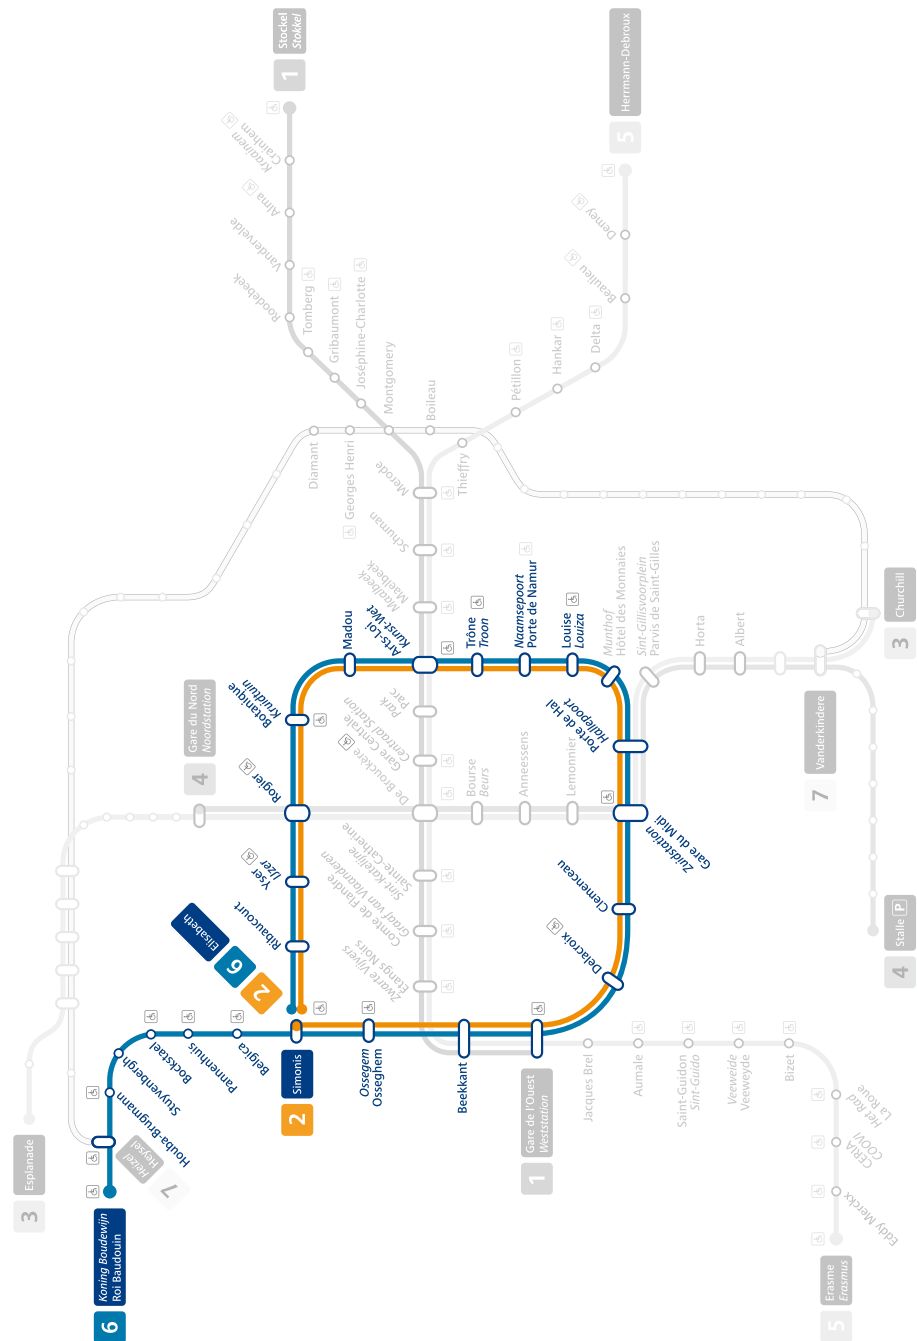 Stockel
Stokkel
1
Kraainem
Crainhem
Alma
Vandervelde
Roodebeek
Tomberg
Gribaumont
Joséphine-Charlotte
Montgomery
Boileau
Herrmann-Debroux
5
Demey
Beaulieu
Delta
Hankar
Pétillon
Thieffry
Diamant
Georges Henri
Merode
Schuman
Maalbeek
Maelbeek
Madou
Arts-Loi
Kunst-Wet
Trône
Troon
Naamsepoort
Porte de Namur
Louise
Louiza
Munthof
Hôtel des Monnaies
Sint-Gillisvoorplein
Parvis de Saint-Gilles
Horta
Albert
Churchill
3
Vanderkindere
7
Gare du Nord
Noordstation
4
Botanique
Kruidtuin
Rogier
Yser
IJzer
Ribaucourt
Elisabeth
6
2
Park
Parc
Gare Centrale
Centraal Station
De Brouckère
Bourse
Beurs
Anneessens
Lemonnier
Porte de Hal
Hallepoort
Zuidstation
Gare du Midi
Clemenceau
Delacroix
Sainte-Catherine
Sint-Katelijne
Comte de Flandre
Graaf van Vlaanderen
Zwarte Vijvers
Étangs Noirs
Stalle P
4
Simonis
2
Ossegem
Osseghem
Beekkant
Gare de l'Ouest
Weststation
1
Belgica
Pannenhuis
Bockstael
Stuyvenbergh
Houba-Brugmann
Heizel
Heysel
7
Esplanade
3
Koning Boudewijn
Roi Baudouin
6
Jacques Brel
Aumale
Saint-Guidon
Sint-Guido
Veeweide
Veeweyde
Bizet
Het Rad
La Roue
CERIA
COOVI
Eddy Merckx
Erasme
Erasmus
5